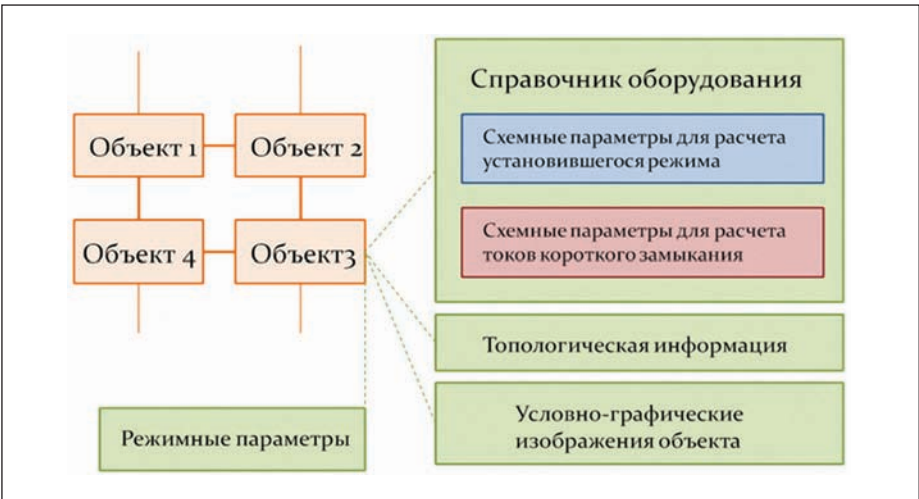 Объект 1
Объект 2
Объект 4
Объект3
Справочник оборудования
Схемные параметры для расчета
установившегося режима
Схемные параметры для расчета
токов короткого замыкания
Топологическая информация
Условно-графические
изображения объекта
Режимные параметры